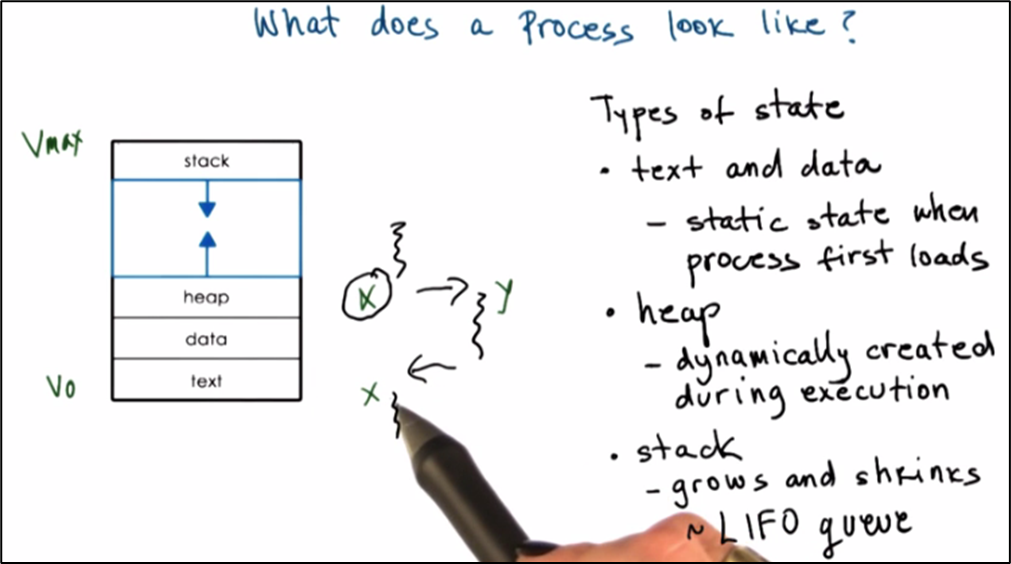 What does a Process look like?
Vmax
stack
heap
data
text
V0
X
y
x
Types of state
• text and data
- static state when
process first loads
• heap
- dynamically created
during execution
• stack
- grows and shrinks
~ LIFO queue